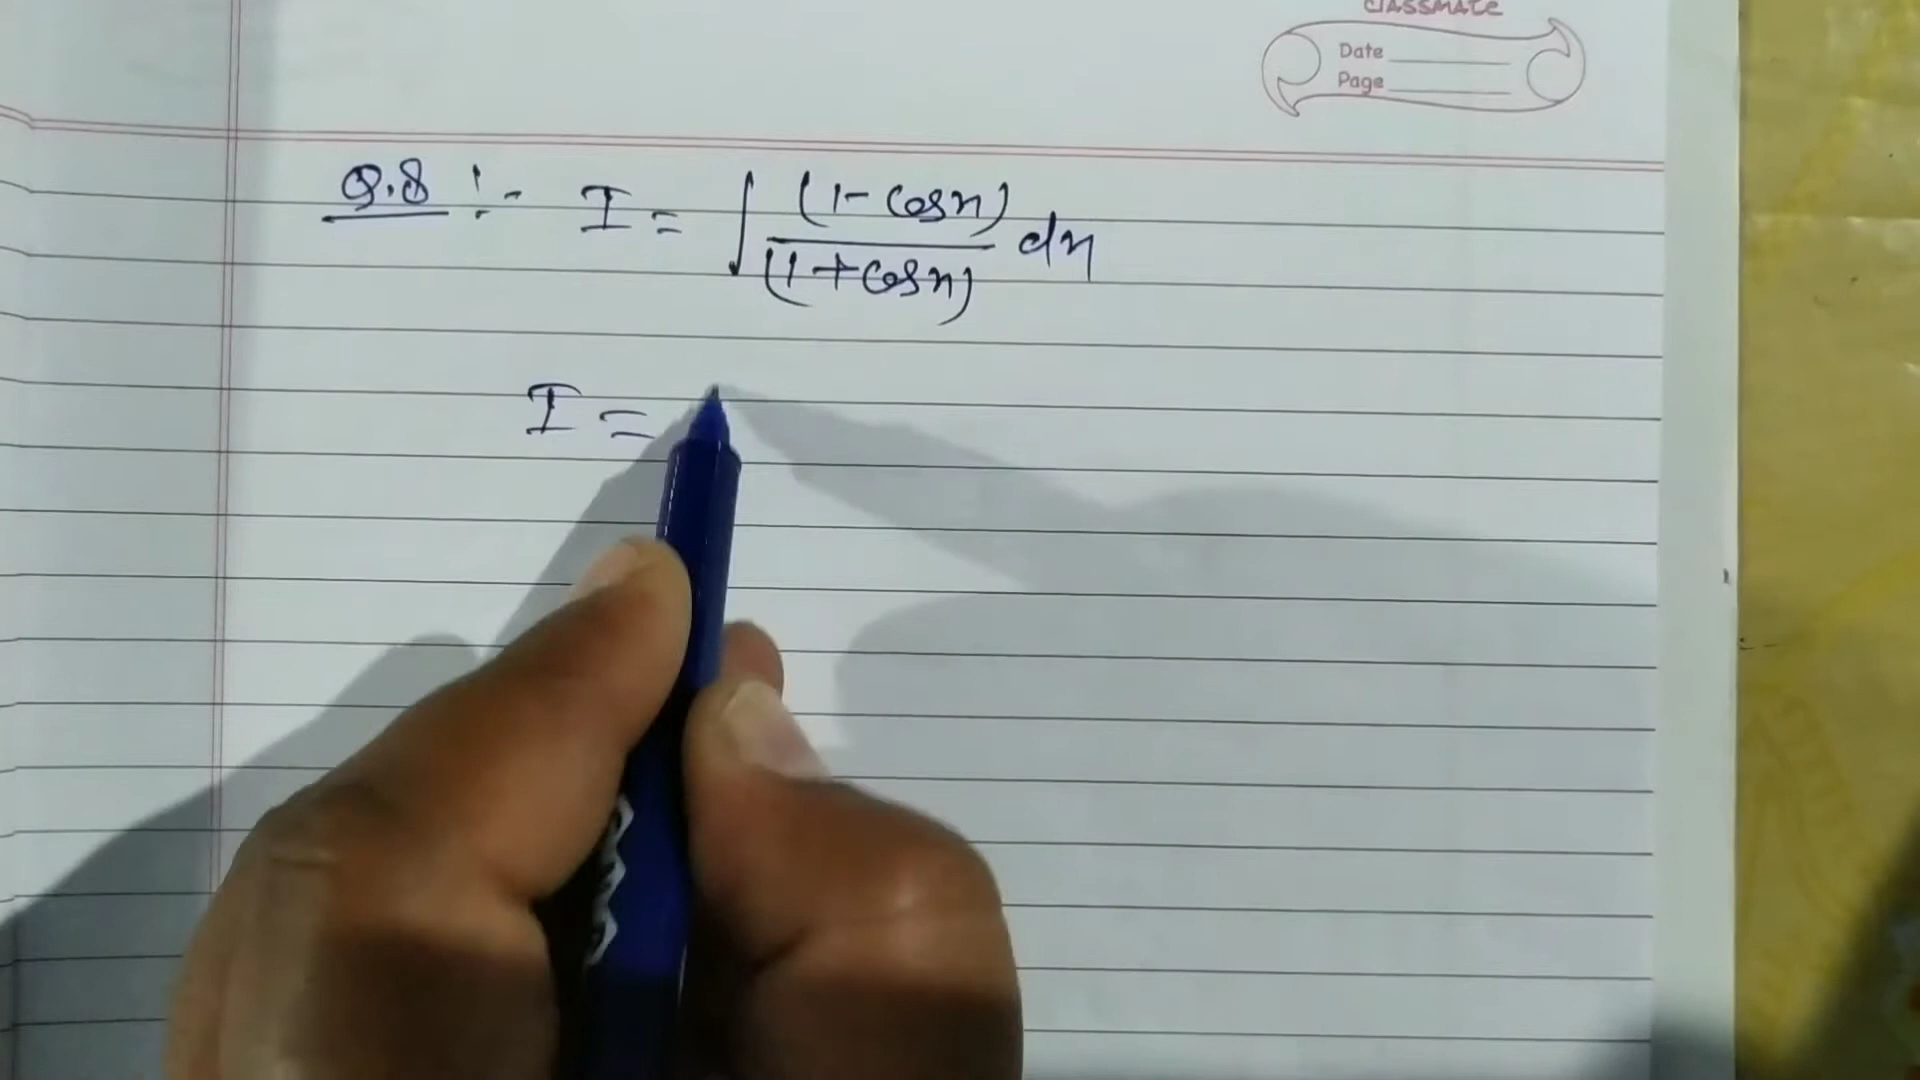 classmate
Date
Page
Q.8 :- I = ∫ (1 - cosx) / (1 + cosx) dx
I =